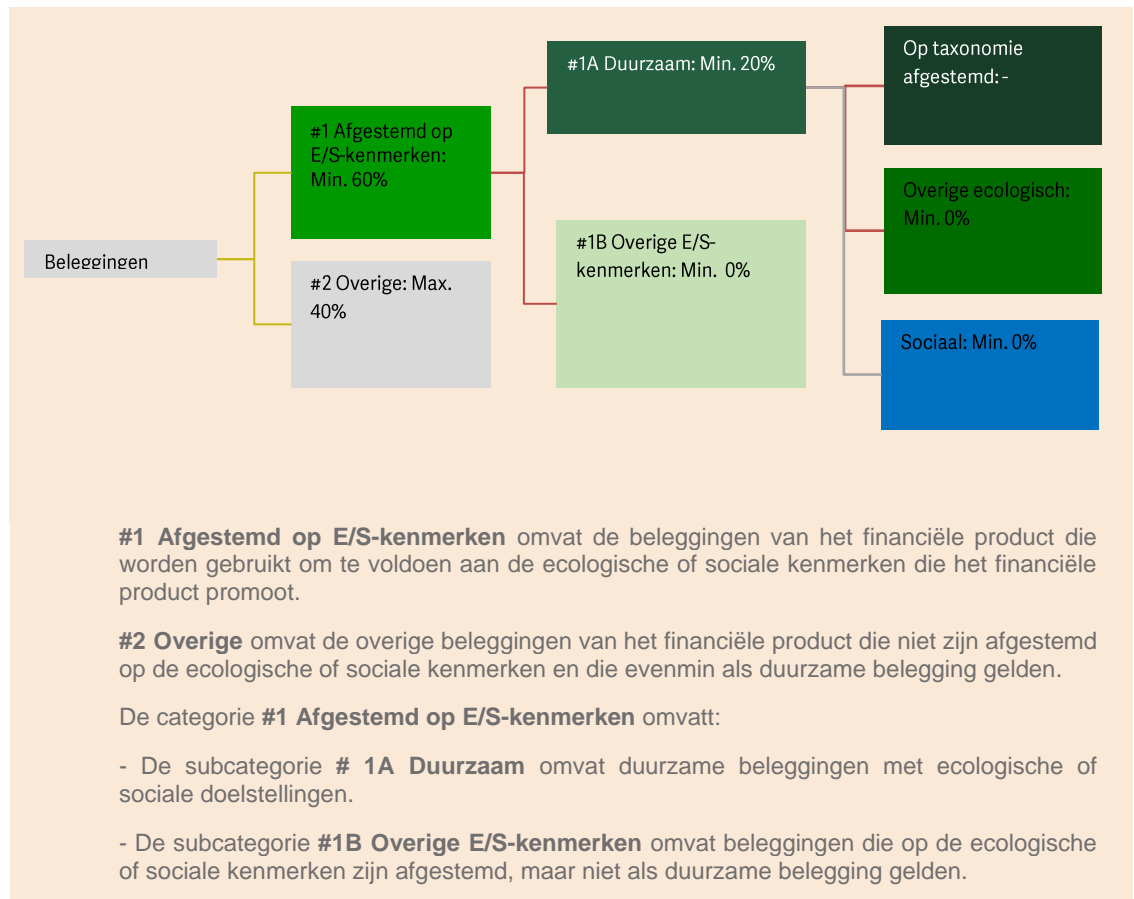 Beleggingen
#1 Afgestemd op
E/S-kenmerken:
Min. 60%
#2 Overige: Max.
40%
#1A Duurzaam: Min. 20%
#1B Overige E/S-
kenmerken: Min. 0%
Op taxonomie
afgestemd: -
Overige ecologisch:
Min. 0%
Sociaal: Min. 0%
#1 Afgestemd op E/S-kenmerken omvat de beleggingen van het financiële product die
worden gebruikt om te voldoen aan de ecologische of sociale kenmerken die het financiële
product promoot.
#2 Overige omvat de overige beleggingen van het financiële product die niet zijn afgestemd
op de ecologische of sociale kenmerken en die evenmin als duurzame belegging gelden.
De categorie #1 Afgestemd op E/S-kenmerken omvatt:
- De subcategorie # 1A Duurzaam omvat duurzame beleggingen met ecologische of
sociale doelstellingen.
- De subcategorie #1B Overige E/S-kenmerken omvat beleggingen die op de ecologische
of sociale kenmerken zijn afgestemd, maar niet als duurzame belegging gelden.